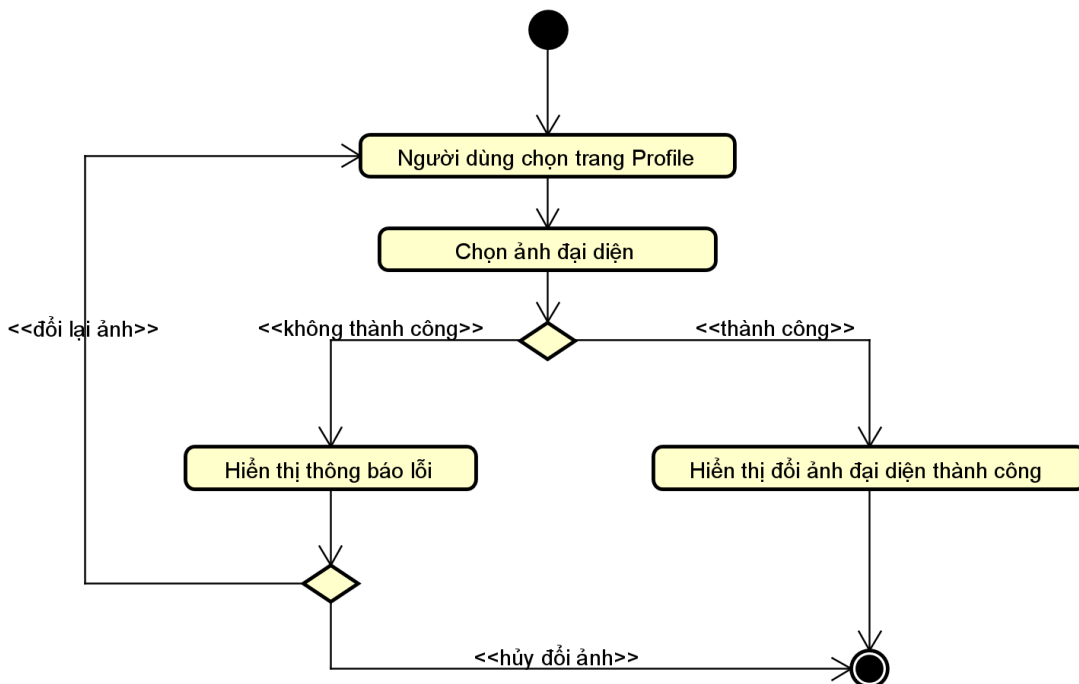 Người dùng chọn trang Profile
Chọn ảnh đại diện
<<đổi lại ảnh>>
<<không thành công>>
<<thành công>>
Hiển thị thông báo lỗi
Hiển thị đổi ảnh đại diện thành công
<<hủy đổi ảnh>>